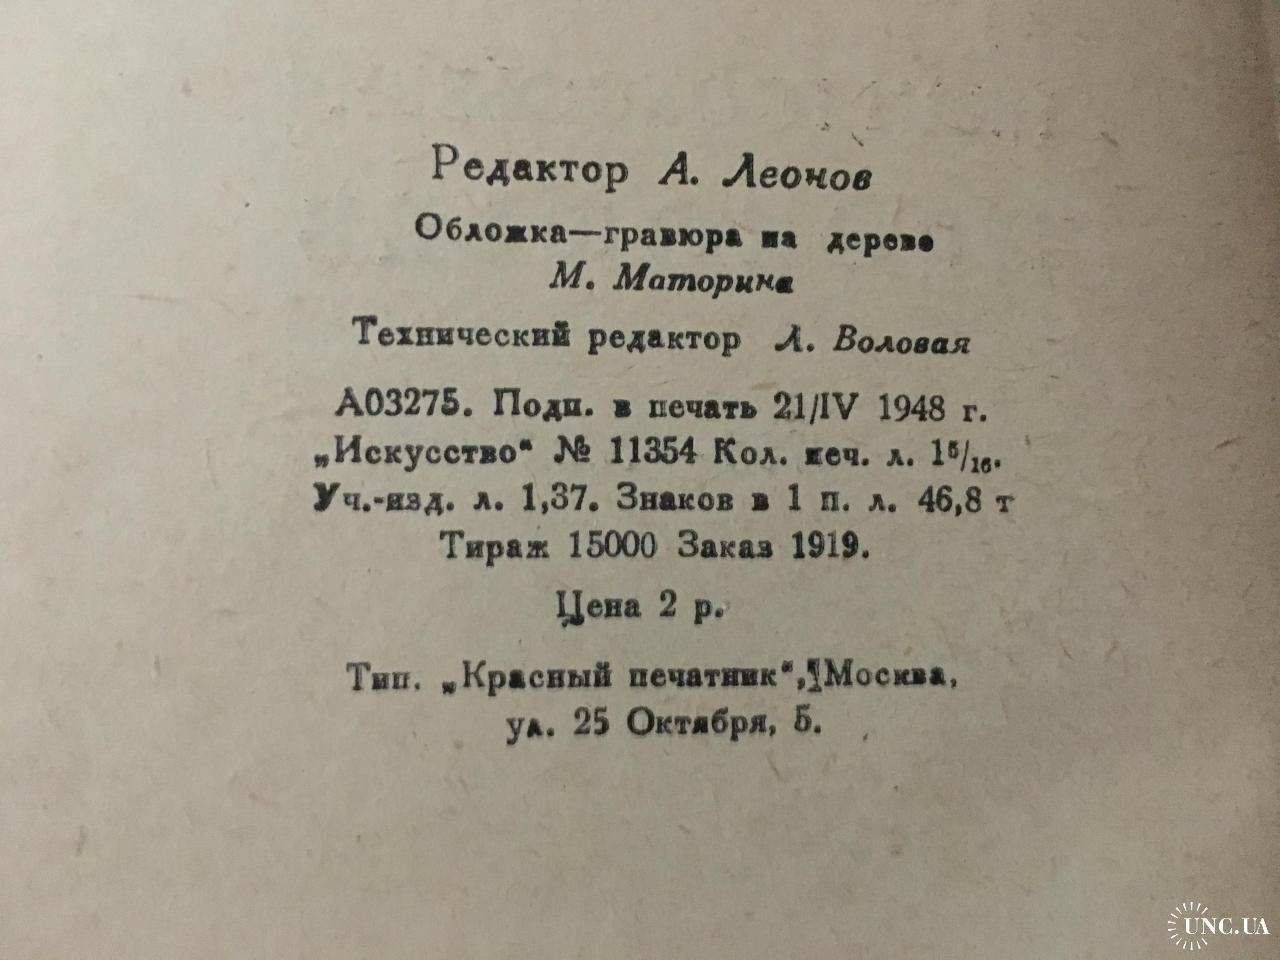 Редактор А. Леонов
Обложка—гравюра на дереве
М. Маторина
Технический редактор Л. Воловая
А03275. Подп. в печать 21/IV 1948 г.
„Искусство“ № 11354 Кол. печ. л. 1⁵/₁₆.
Уч.-изд. л. 1,37. Знаков в 1 п. л. 46,8 т
Тираж 15000 Заказ 1919.
Цена 2 р.
Тип. „Красный печатник“, Москва,
ул. 25 Октября, 5.
UNC.UA